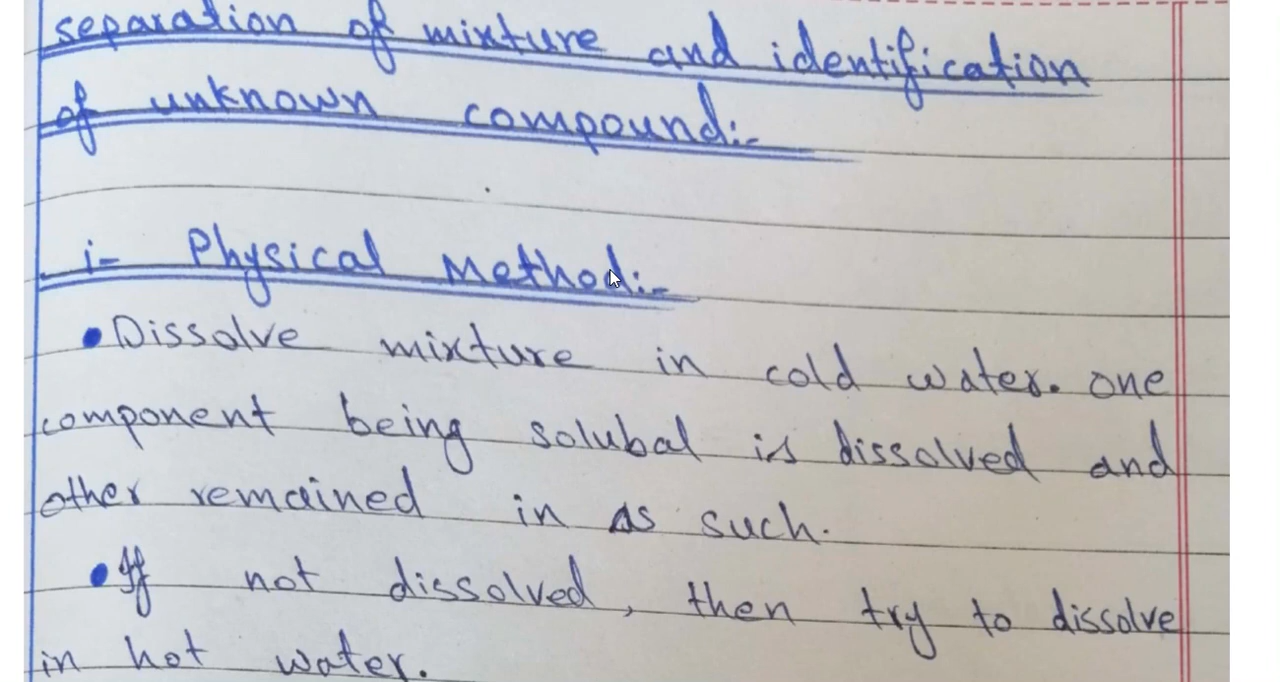 separation of mixture and identification
of unknown compound:-
i- Physical Method:-
•Dissolve mixture in cold water. one
component being solubal is dissolved and
other remained in as such.
•If not dissolved, then try to dissolve
in hot water.